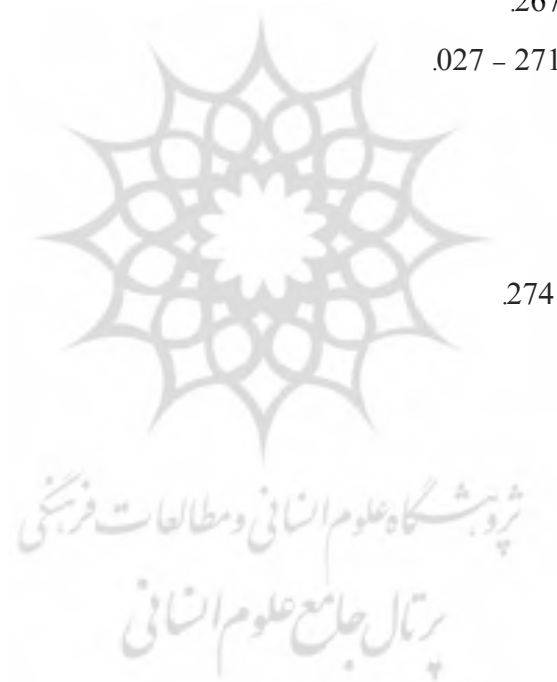 .267
.027 – 271
.274
پژوهشگاه علوم انسانی و مطالعات فرهنگی
پرتال جامع علوم انسانی